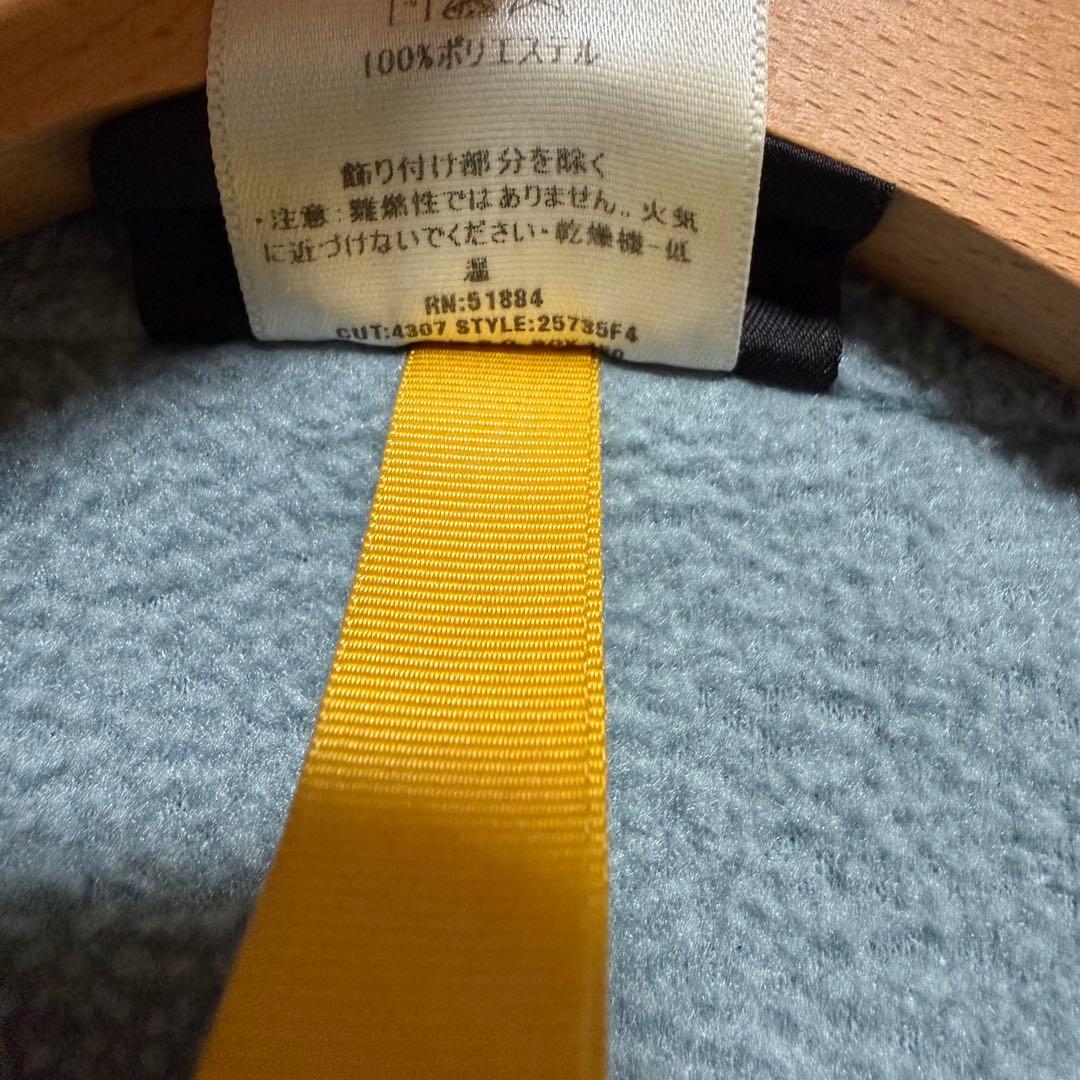 100%ポリエステル
飾り付け部分を除く
・注意：難燃性ではありません。火気
に近づけないでください・乾燥機-低
温
RN:51884
CUT:4307 STYLE:25735F4
P.O. BOX 150